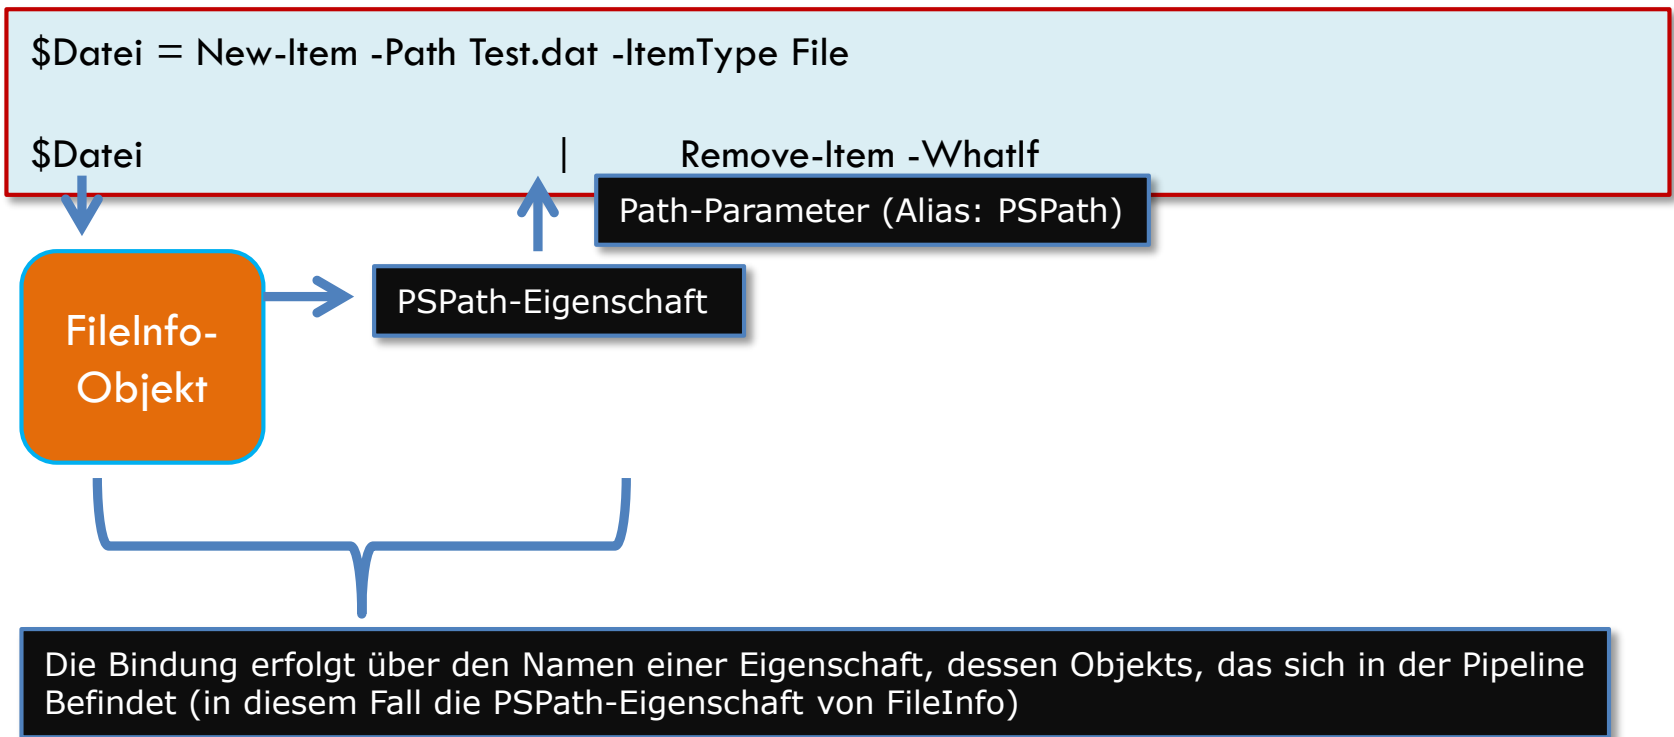 $Datei = New-Item -Path Test.dat -ItemType File
$Datei | Remove-Item -WhatIf
Path-Parameter (Alias: PSPath)
PSPath-Eigenschaft
FileInfo-
Objekt
Die Bindung erfolgt über den Namen einer Eigenschaft, dessen Objekts, das sich in der Pipeline
Befindet (in diesem Fall die PSPath-Eigenschaft von FileInfo)